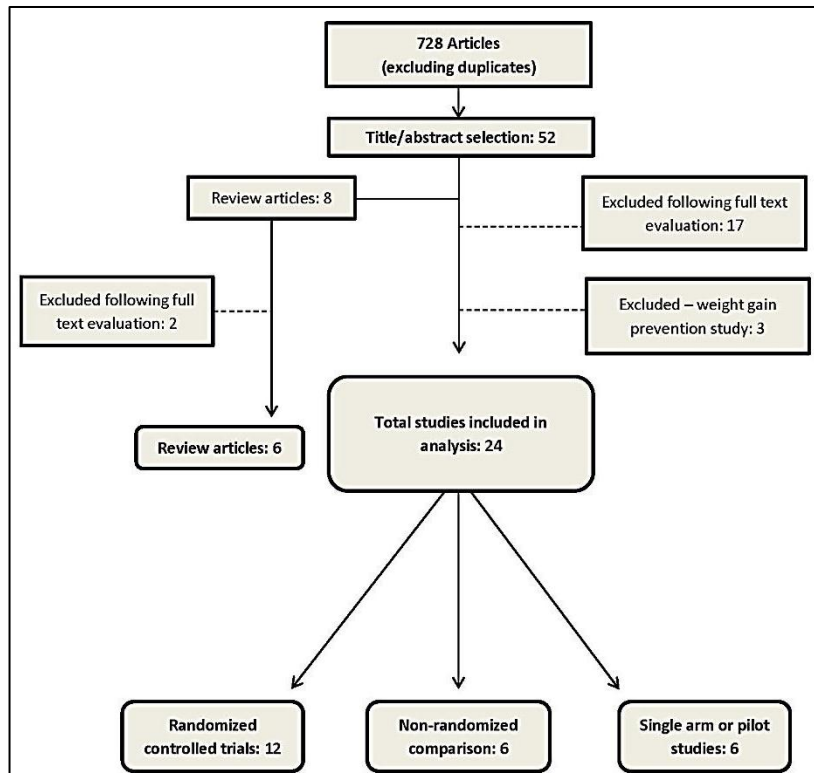 728 Articles
(excluding duplicates)
Title/abstract selection: 52
Review articles: 8
Excluded following full text
evaluation: 17
Excluded following full
text evaluation: 2
Excluded – weight gain
prevention study: 3
Total studies included in
analysis: 24
Review articles: 6
Randomized
controlled trials: 12
Non-randomized
comparison: 6
Single arm or pilot
studies: 6